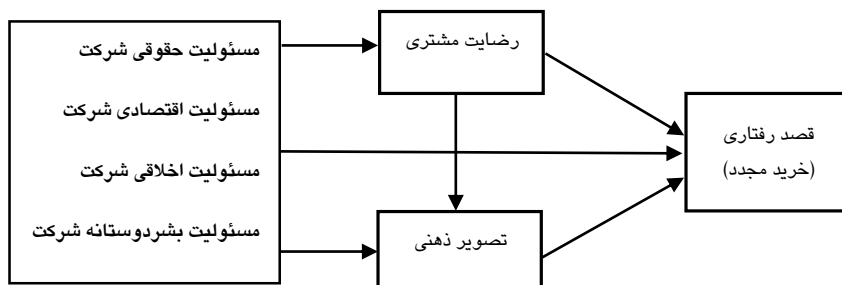 مسئولیت حقوقی شرکت
مسئولیت اقتصادی شرکت
مسئولیت اخلاقی شرکت
مسئولیت بشردوستانه شرکت
رضایت مشتری
تصویر ذهنی
قصد رفتاری
(خرید مجدد)